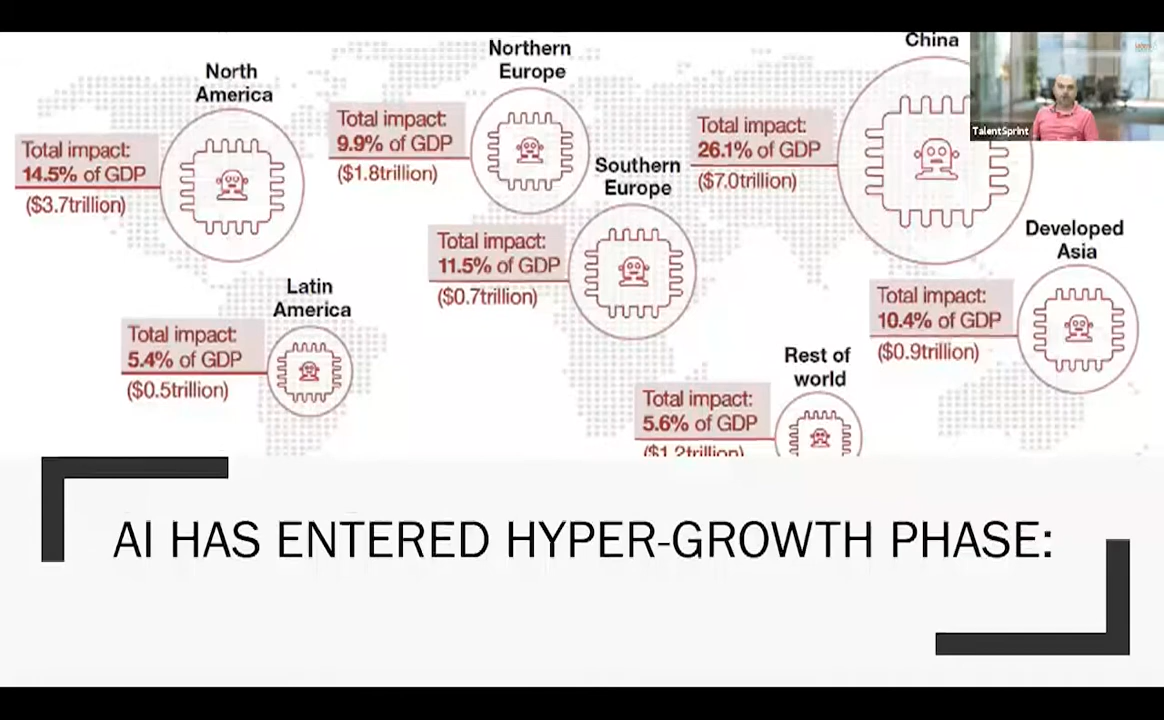 North
America
Total impact:
14.5% of GDP
($3.7trillion)
Northern
Europe
Total impact:
9.9% of GDP
($1.8trillion)
China
Total impact:
26.1% of GDP
($7.0trillion)
TalentSprint
Southern
Europe
Total impact:
11.5% of GDP
($0.7trillion)
Developed
Asia
Total impact:
10.4% of GDP
($0.9trillion)
Latin
America
Total impact:
5.4% of GDP
($0.5trillion)
Rest of
world
Total impact:
5.6% of GDP
($1.2trillion)
AI HAS ENTERED HYPER-GROWTH PHASE: